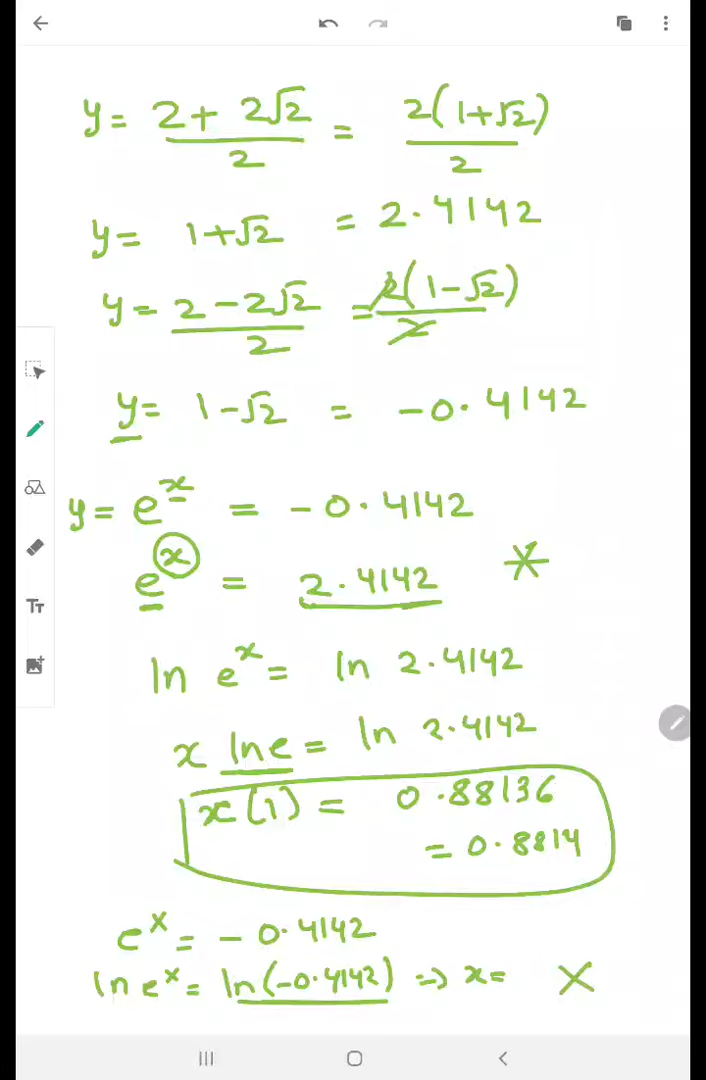 y = (2 + 2√2)/2 = 2(1+√2)/2
y = 1+√2 = 2.4142
y = (2 - 2√2)/2 = 2(1-√2)/2
y = 1-√2 = -0.4142
y = e^x = -0.4142
e^x = 2.4142 *
ln e^x = ln 2.4142
x ln e = ln 2.4142
x(1) = 0.88136
= 0.8814
e^x = -0.4142
ln e^x = ln(-0.4142) => x = ×
Tт